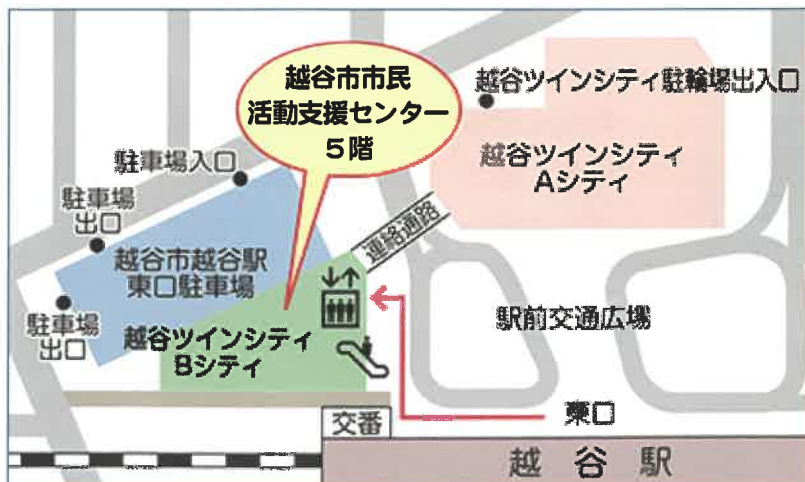 越谷市市民
活動支援センター
5階
越谷ツインシティ駐輪場出入口
越谷ツインシティ
Aシティ
駐車場入口
駐車場
出口
連絡通路
越谷市越谷駅
東口駐車場
駅前交通広場
駐車場
出口
越谷ツインシティ
Bシティ
東口
交番
越谷駅